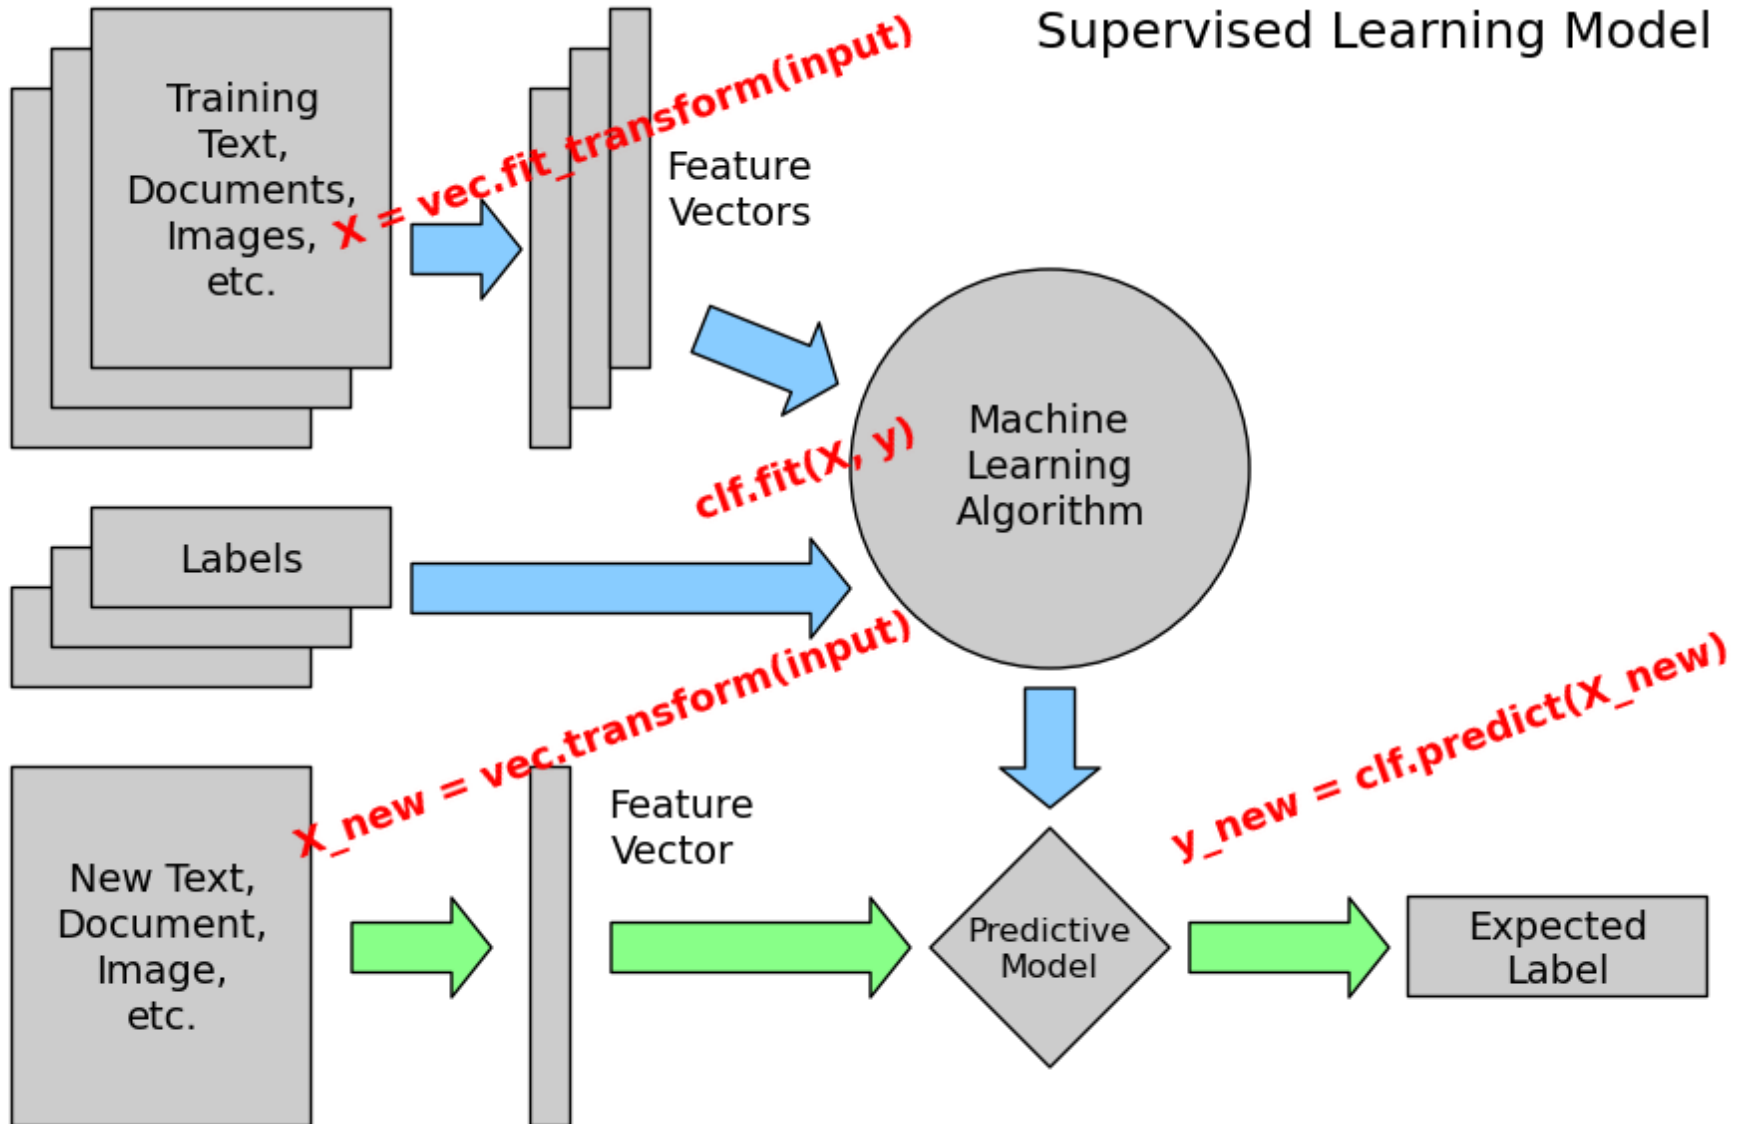 Supervised Learning Model
Training
Text,
Documents,
Images,
etc.
X = vec.fit_transform(input)
Feature
Vectors
Machine
Learning
Algorithm
clf.fit(X, y)
Labels
X_new = vec.transform(input)
y_new = clf.predict(X_new)
New Text,
Document,
Image,
etc.
Feature
Vector
Predictive
Model
Expected
Label